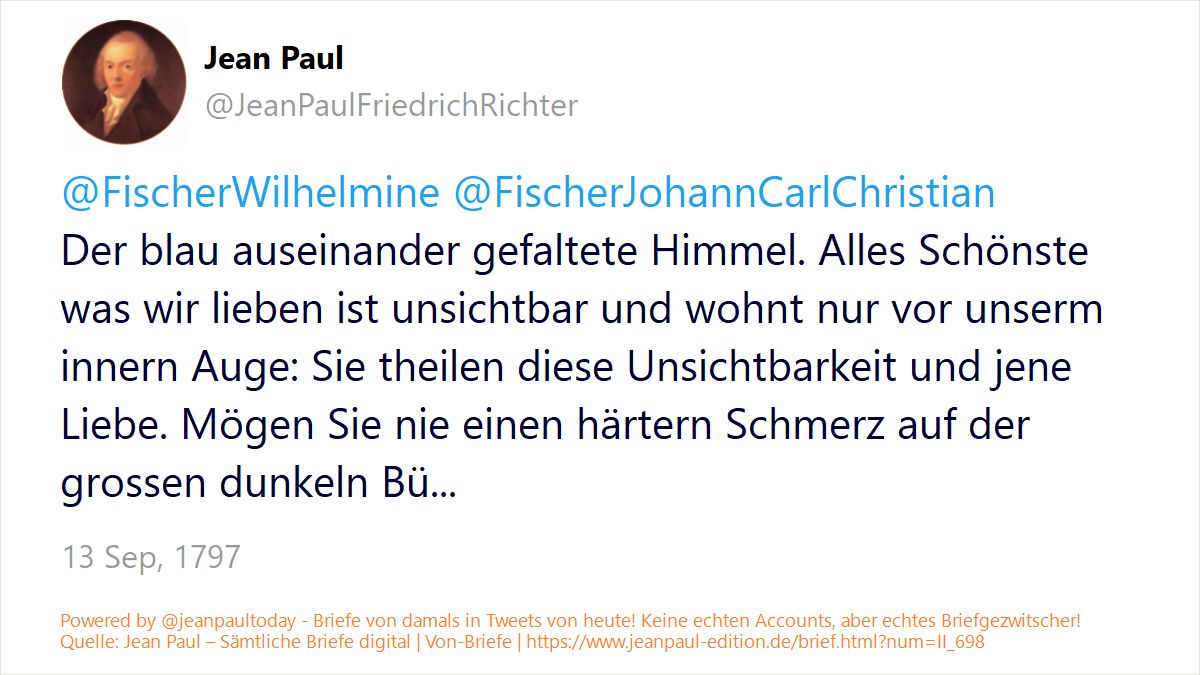 Jean Paul
@JeanPaulFriedrichRichter
@FischerWilhelmine @FischerJohannCarlChristian
Der blau auseinander gefaltete Himmel. Alles Schönste
was wir lieben ist unsichtbar und wohnt nur vor unserm
innern Auge: Sie theilen diese Unsichtbarkeit und jene
Liebe. Mögen Sie nie einen härtern Schmerz auf der
grossen dunkeln Bü...
13 Sep, 1797
Powered by @jeanpaultoday - Briefe von damals in Tweets von heute! Keine echten Accounts, aber echtes Briefgezwitscher!
Quelle: Jean Paul – Sämtliche Briefe digital | Von-Briefe | https://www.jeanpaul-edition.de/brief.html?num=II_698